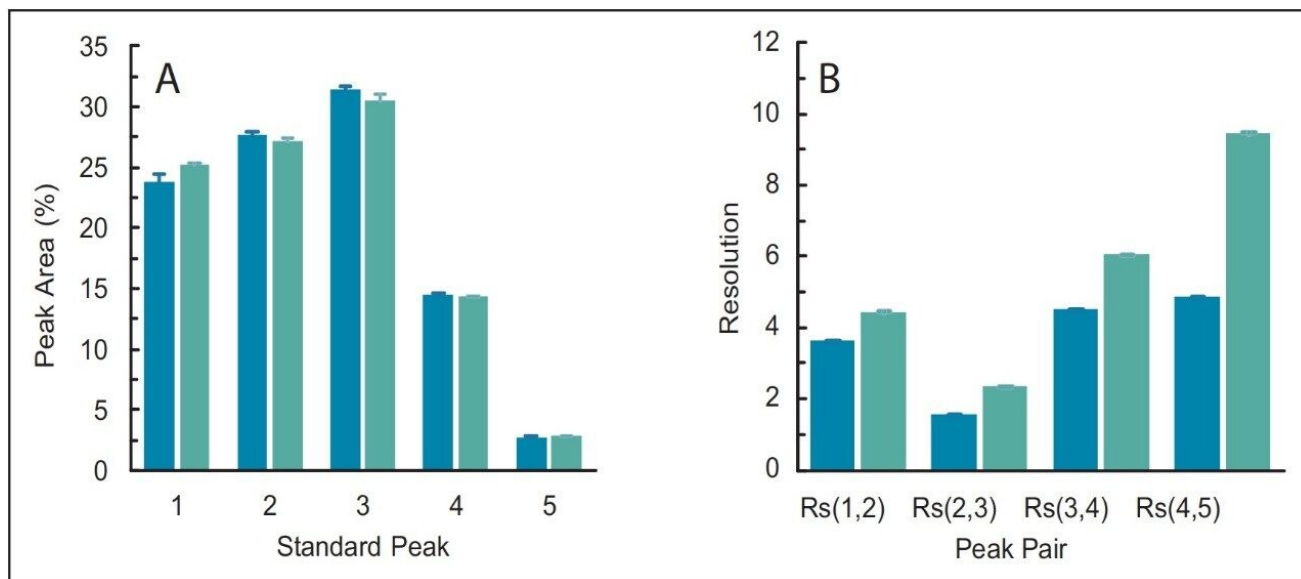 A
Peak Area (%)
35
30
25
20
15
10
5
0
1 2 3 4 5
Standard Peak
B
Resolution
12
10
8
6
4
2
0
Rs(1,2) Rs(2,3) Rs(3,4) Rs(4,5)
Peak Pair